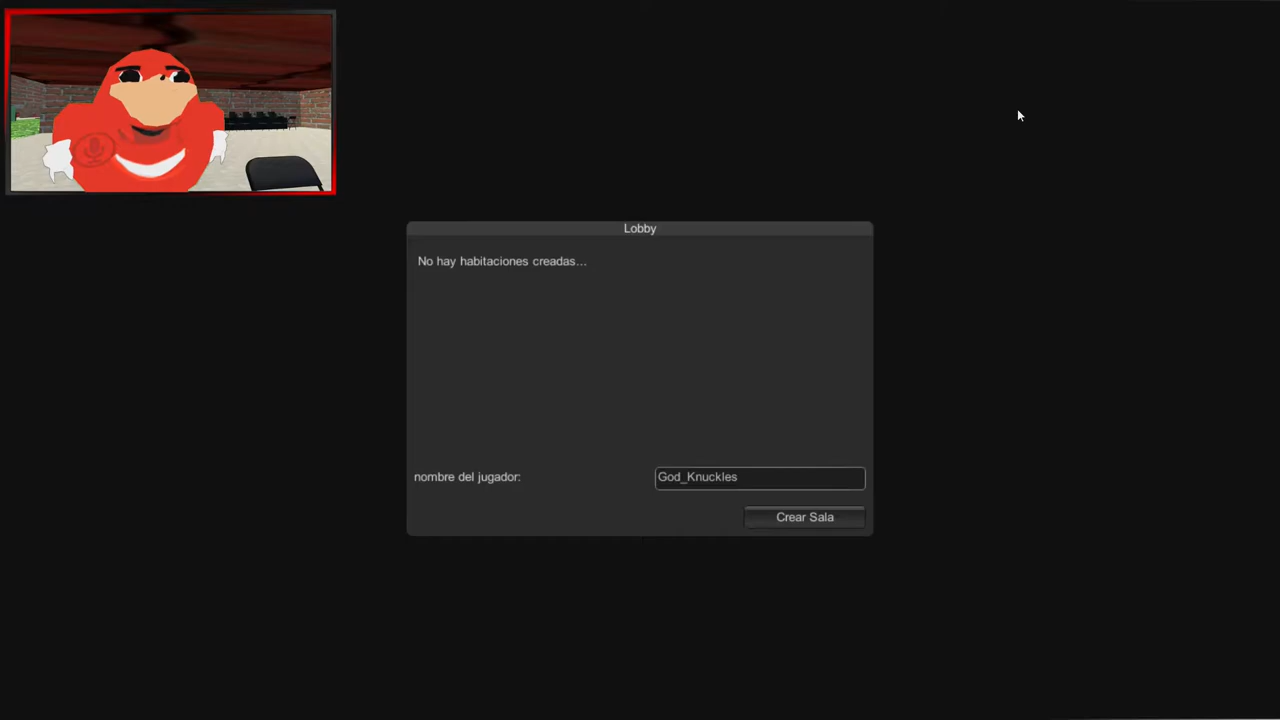 Lobby
No hay habitaciones creadas...
nombre del jugador:
God_Knuckles
Crear Sala